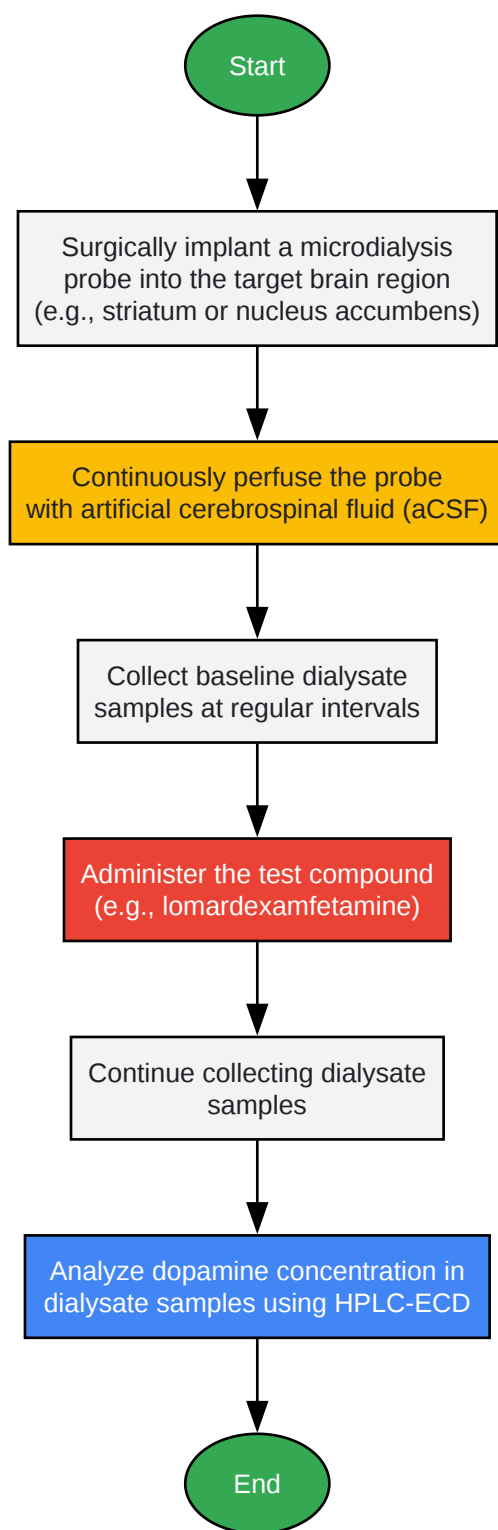 Start
Surgically implant a microdialysis
probe into the target brain region
(e.g., striatum or nucleus accumbens)
Continuously perfuse the probe
with artificial cerebrospinal fluid (aCSF)
Collect baseline dialysate
samples at regular intervals
Administer the test compound
(e.g., lomardexamfetamine)
Continue collecting dialysate
samples
Analyze dopamine concentration in
dialysate samples using HPLC-ECD
End